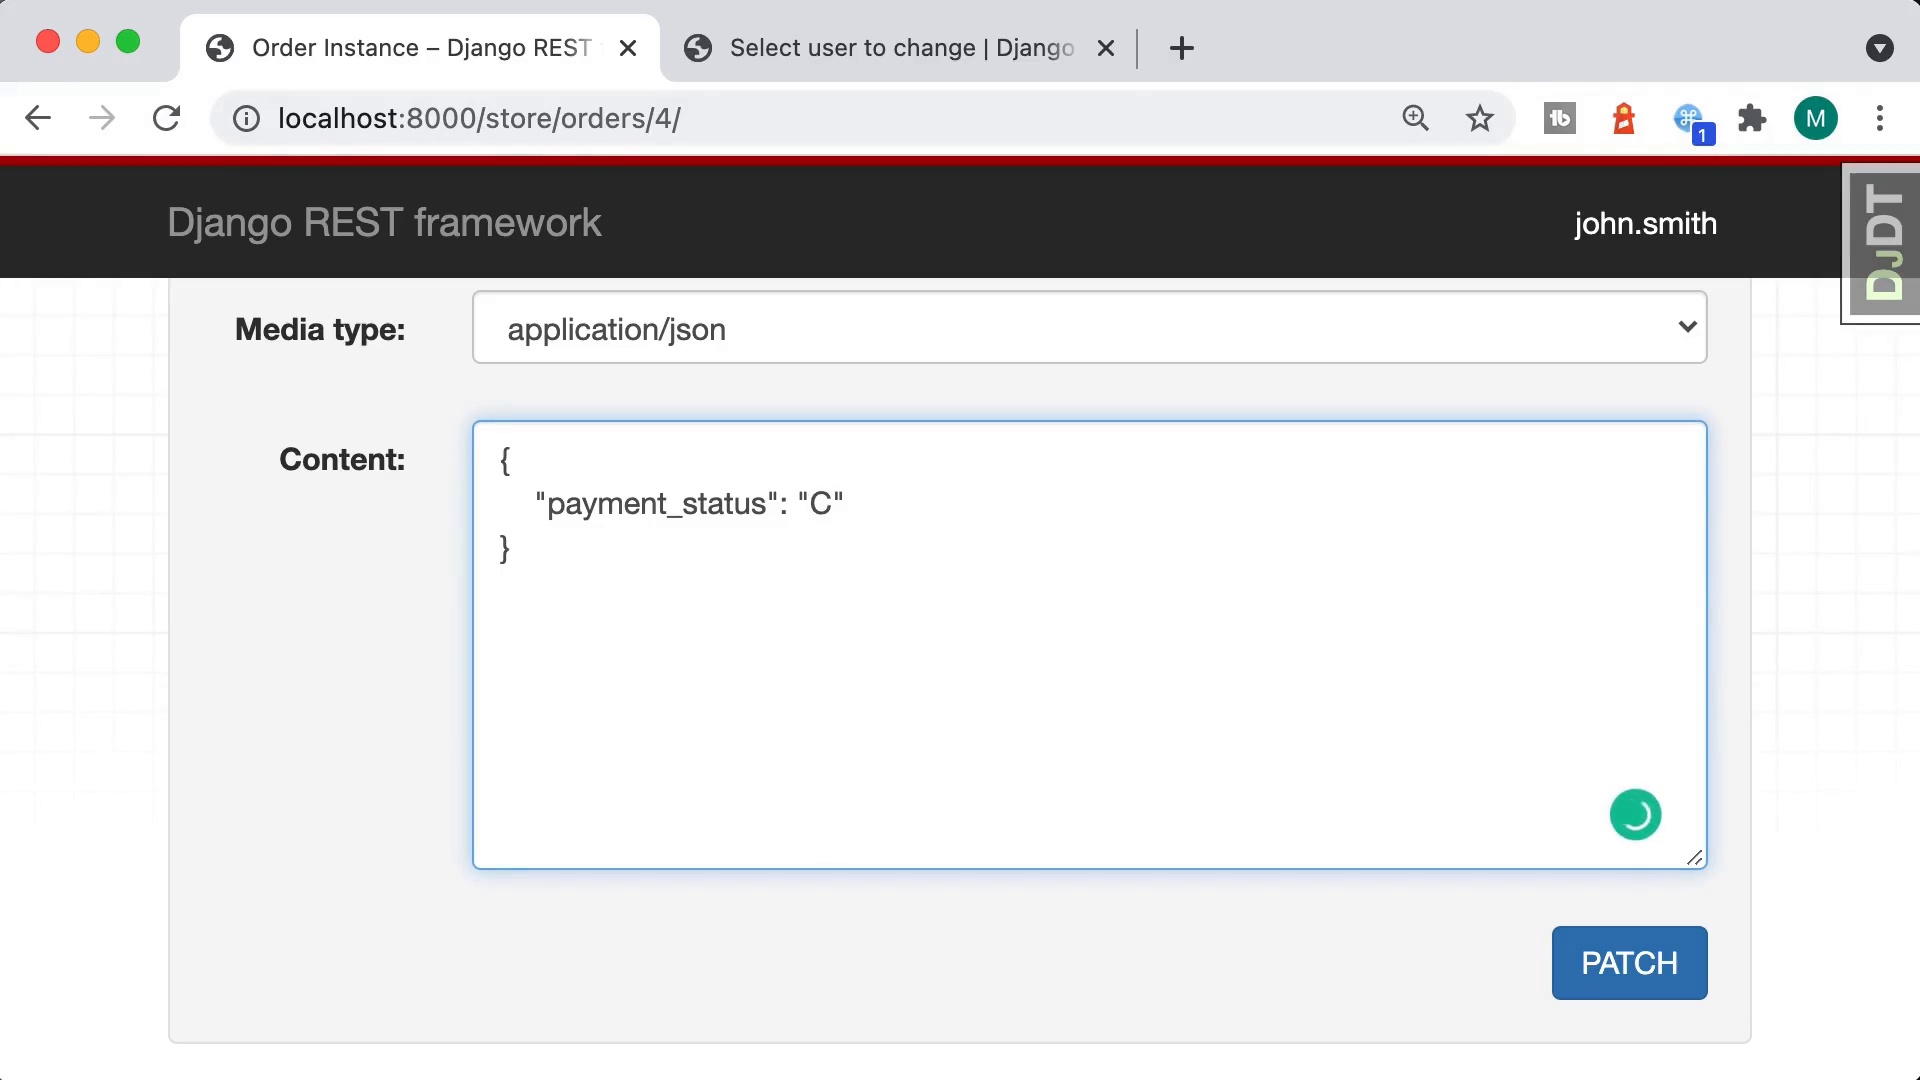 Order Instance – Django REST
Select user to change | Django
localhost:8000/store/orders/4/
1
M
Django REST framework
john.smith
DJDT
Media type:
application/json
Content:
{
"payment_status": "C"
}
PATCH